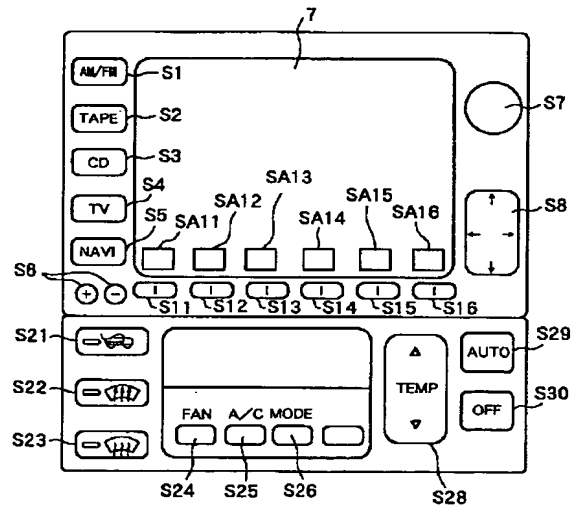 7
AM/FM S1
S7
TAPE S2
CD S3
SA13
S4
SA12 SA15
TV
S5 SA11 SA14 SA16
S8
NAVI
S6
+ −
S11 S12 S13 S14 S15 S16
S21
S29
AUTO
S22
TEMP
S30
FAN A/C MODE
OFF
S23
S24 S25 S26
S28